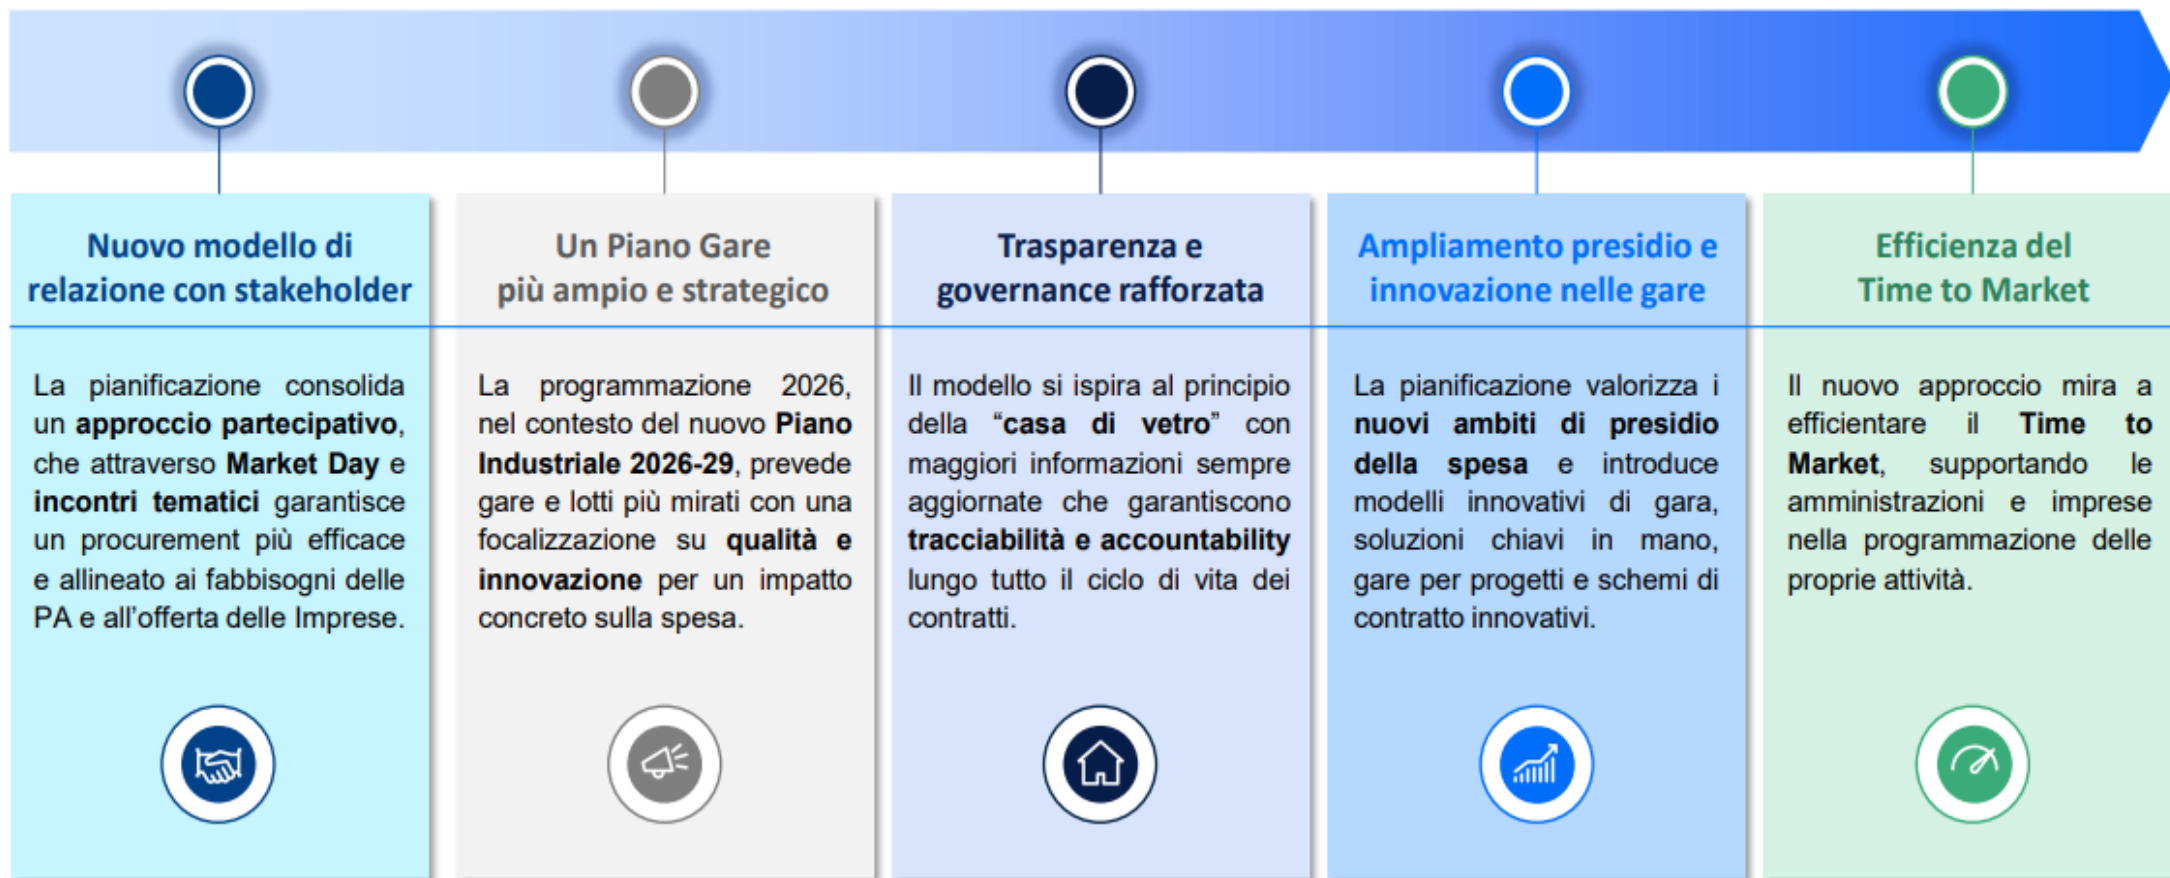 Nuovo modello di
relazione con stakeholder
La pianificazione consolida
un approccio partecipativo,
che attraverso Market Day e
incontri tematici garantisce
un procurement più efficace
e allineato ai fabbisogni delle
PA e all'offerta delle Imprese.
Un Piano Gare
più ampio e strategico
La programmazione 2026,
nel contesto del nuovo Piano
Industriale 2026-29, prevede
gare e lotti più mirati con una
focalizzazione su qualità e
innovazione per un impatto
concreto sulla spesa.
Trasparenza e
governance rafforzata
Il modello si ispira al principio
della “casa di vetro” con
maggiori informazioni sempre
aggiornate che garantiscono
tracciabilità e accountability
lungo tutto il ciclo di vita dei
contratti.
Ampliamento presidio e
innovazione nelle gare
La pianificazione valorizza i
nuovi ambiti di presidio
della spesa e introduce
modelli innovativi di gara,
soluzioni chiavi in mano,
gare per progetti e schemi di
contratto innovativi.
Efficienza del
Time to Market
Il nuovo approccio mira a
efficientare il Time to
Market, supportando le
amministrazioni e imprese
nella programmazione delle
proprie attività.